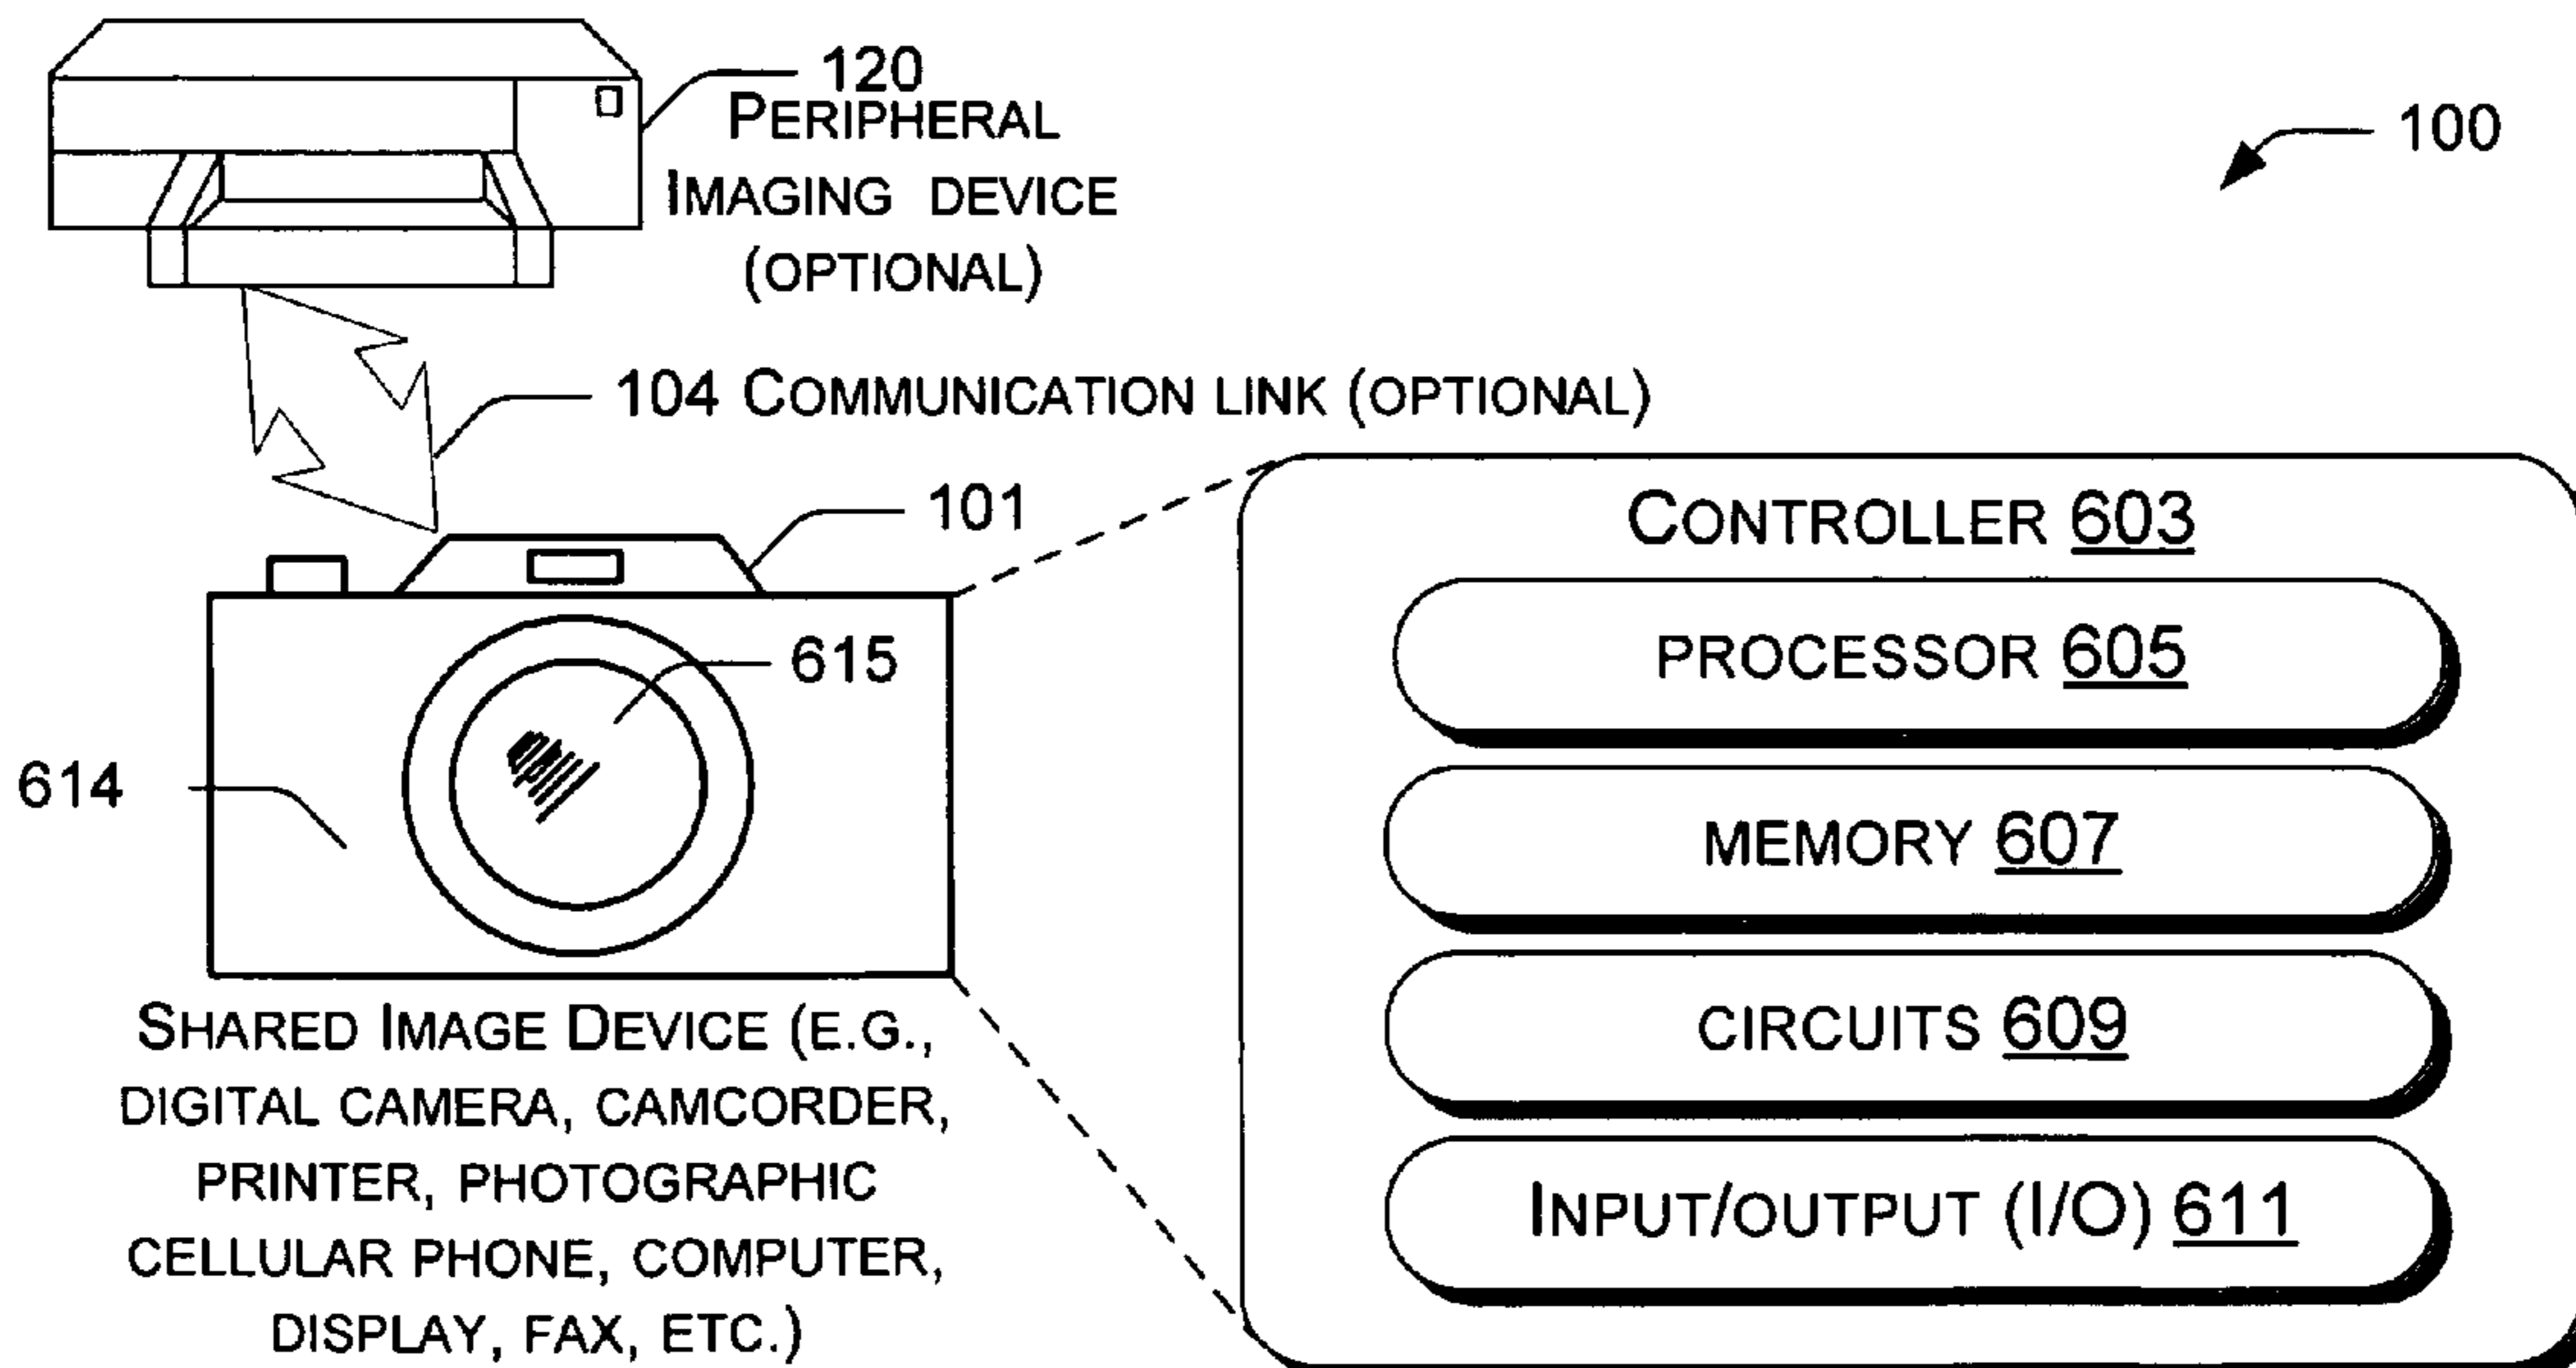 120
PERIPHERAL
IMAGING DEVICE
(OPTIONAL)
100
104 COMMUNICATION LINK (OPTIONAL)
101
615
614
SHARED IMAGE DEVICE (E.G.,
DIGITAL CAMERA, CAMCORDER,
PRINTER, PHOTOGRAPHIC
CELLULAR PHONE, COMPUTER,
DISPLAY, FAX, ETC.)
CONTROLLER 603
PROCESSOR 605
MEMORY 607
CIRCUITS 609
INPUT/OUTPUT (I/O) 611